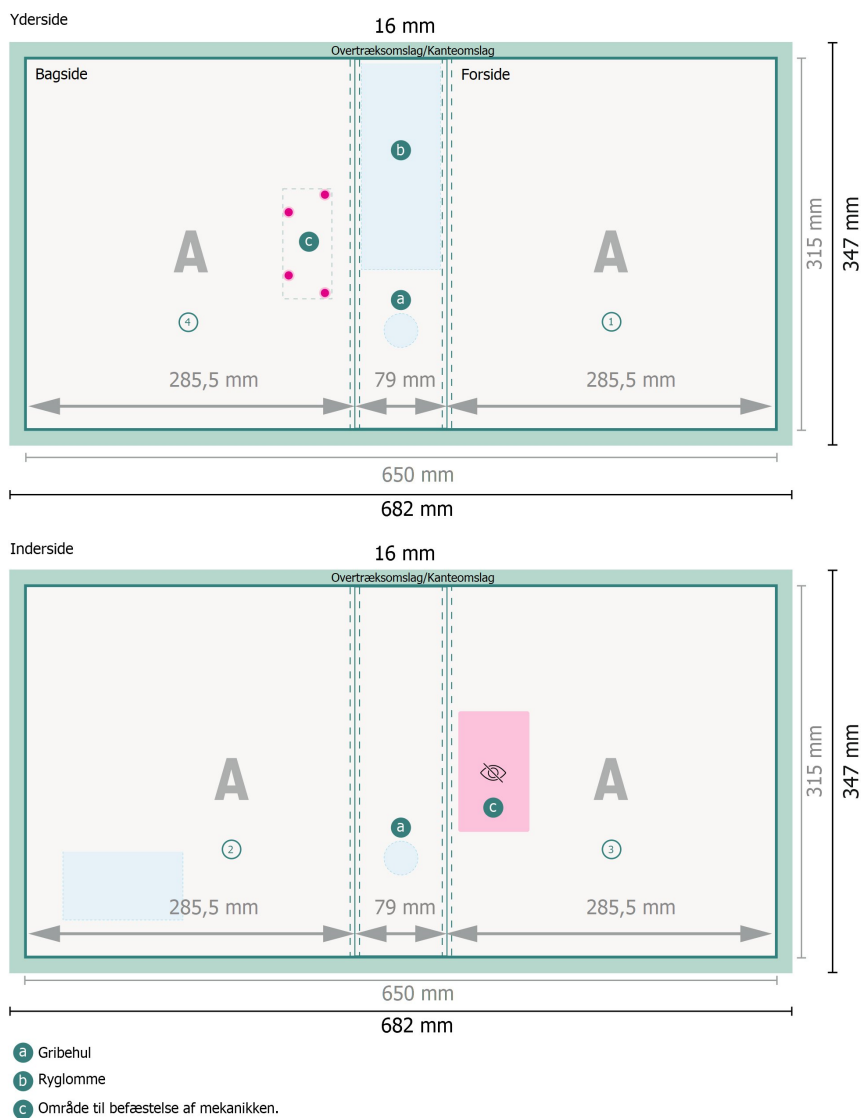 Yderside
16 mm
Overtræksomslag/Kanteomslag
Bagside
Forside
b
A
c
A
a
4
1
285,5 mm
79 mm
285,5 mm
315 mm
347 mm
650 mm
682 mm
Inderside
16 mm
Overtræksomslag/Kanteomslag
A
A
c
a
2
3
285,5 mm
79 mm
285,5 mm
315 mm
347 mm
650 mm
682 mm
a Gribehul
b Ryglomme
c Område til befæstelse af mekanikken.